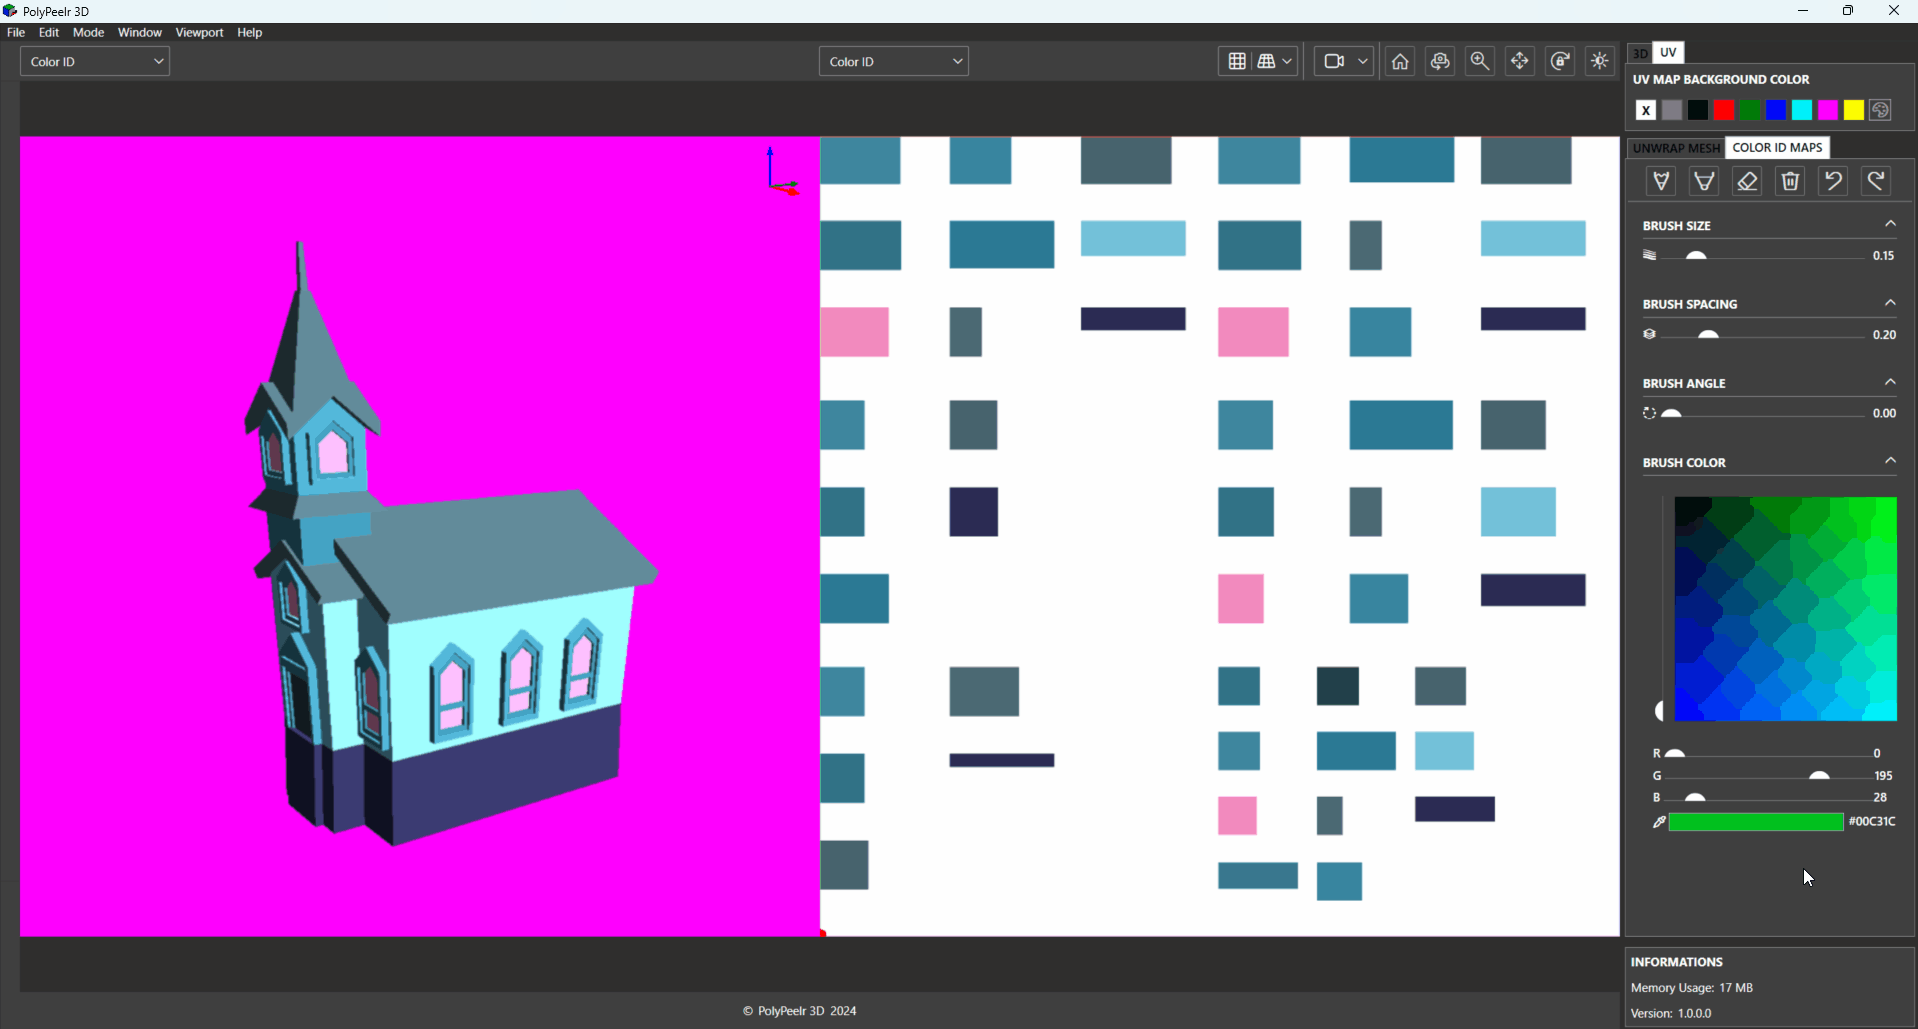 PolyPeelr 3D
File Edit Mode Window Viewport Help
Color ID
Color ID
3D UV
UV MAP BACKGROUND COLOR
X
UNWRAP MESH COLOR ID MAPS
BRUSH SIZE
0.15
BRUSH SPACING
0.20
BRUSH ANGLE
0.00
BRUSH COLOR
R 0
G 195
B 28
#00C31C
INFORMATIONS
Memory Usage: 17 MB
Version: 1.0.0.0
© PolyPeelr 3D 2024